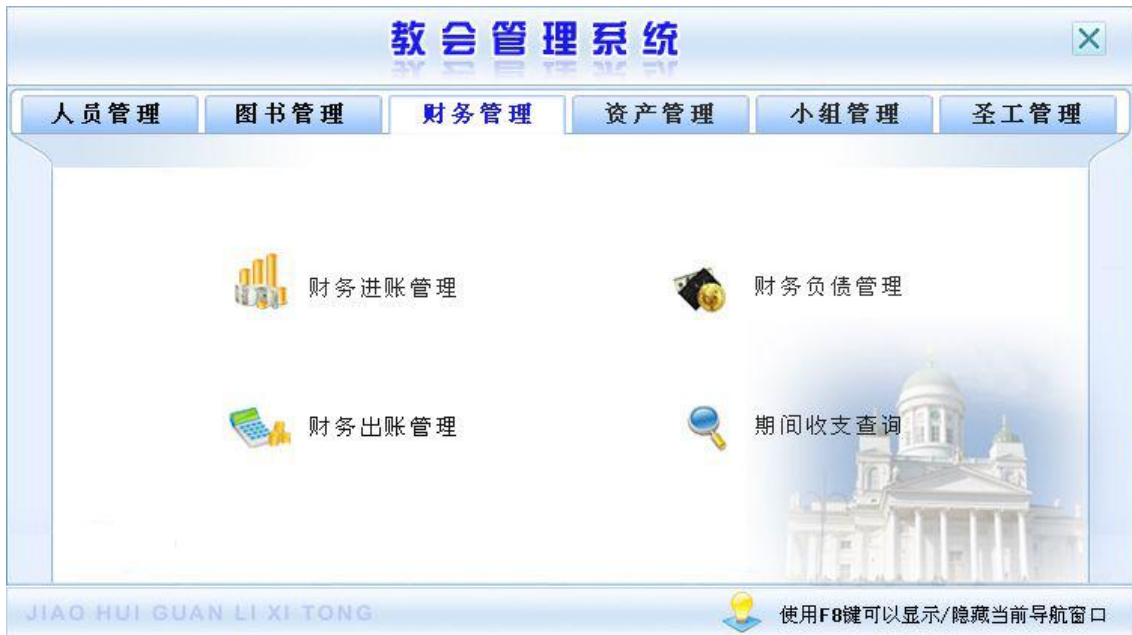 教会管理系统
人员管理 图书管理 财务管理 资产管理 小组管理 圣工管理
财务进账管理 财务负债管理
财务出账管理 期间收支查询
JIAO HUI GUAN LI XI TONG 使用F8键可以显示/隐藏当前导航窗口